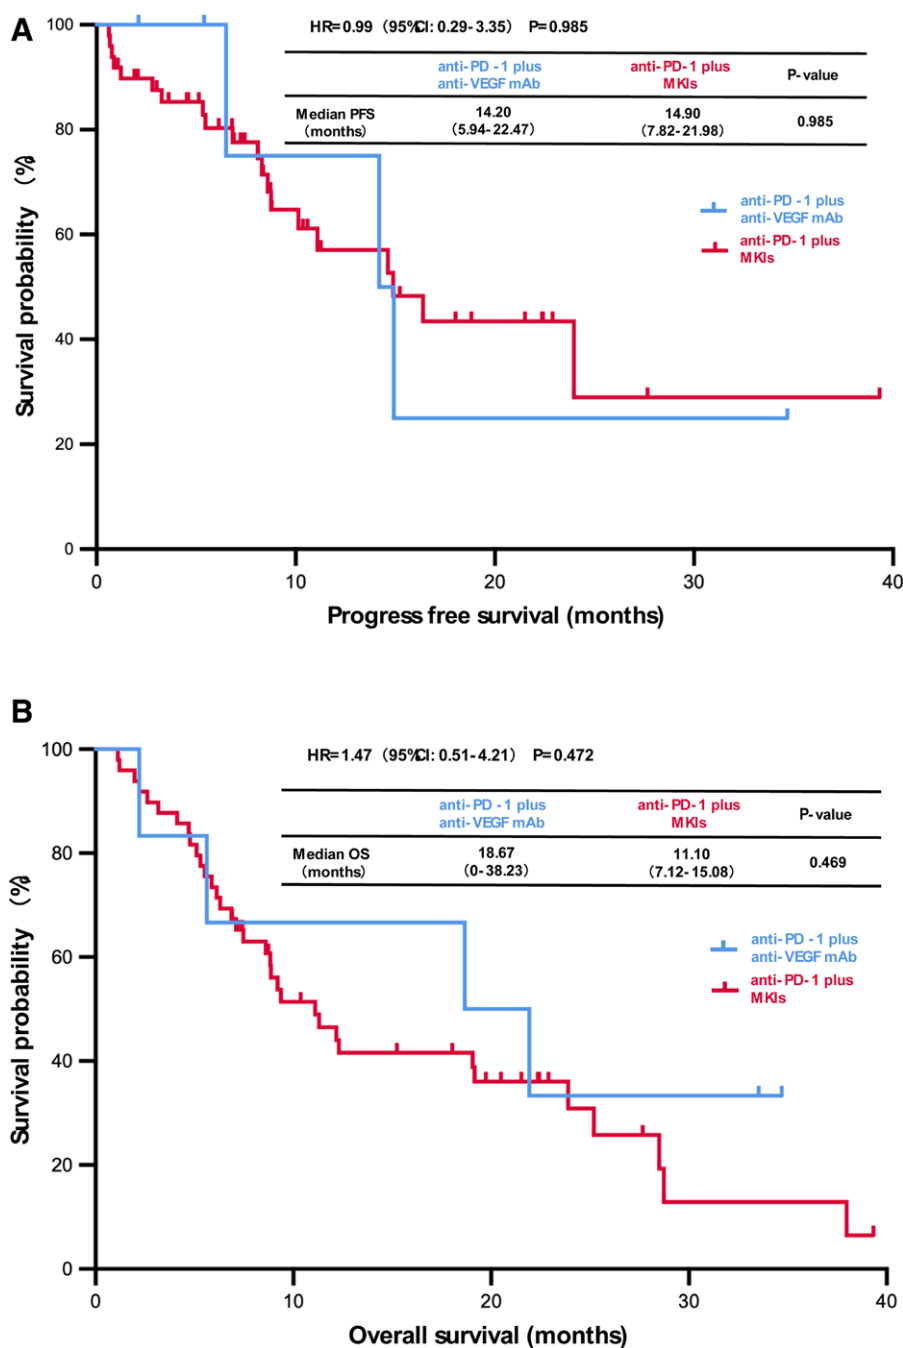 A
HR=0.99（95%CI: 0.29-3.35） P=0.985
anti-PD-1 plus anti-PD-1 plus P-value
anti-VEGF mAb MKIs
Median PFS 14.20 14.90 0.985
(months) （5.94-22.47） （7.82-21.98）
anti-PD-1 plus
anti-VEGF mAb
anti-PD-1 plus
MKIs
Survival probability （%）
100
80
60
40
20
0
0 10 20 30 40
Progress free survival (months)
B
HR=1.47（95%CI: 0.51-4.21） P=0.472
anti-PD-1 plus anti-PD-1 plus P-value
anti-VEGF mAb MKIs
Median OS 18.67 11.10 0.469
(months) （0-38.23） （7.12-15.08）
anti-PD-1 plus
anti-VEGF mAb
anti-PD-1 plus
MKIs
Survival probability （%）
100
80
60
40
20
0
0 10 20 30 40
Overall survival (months)